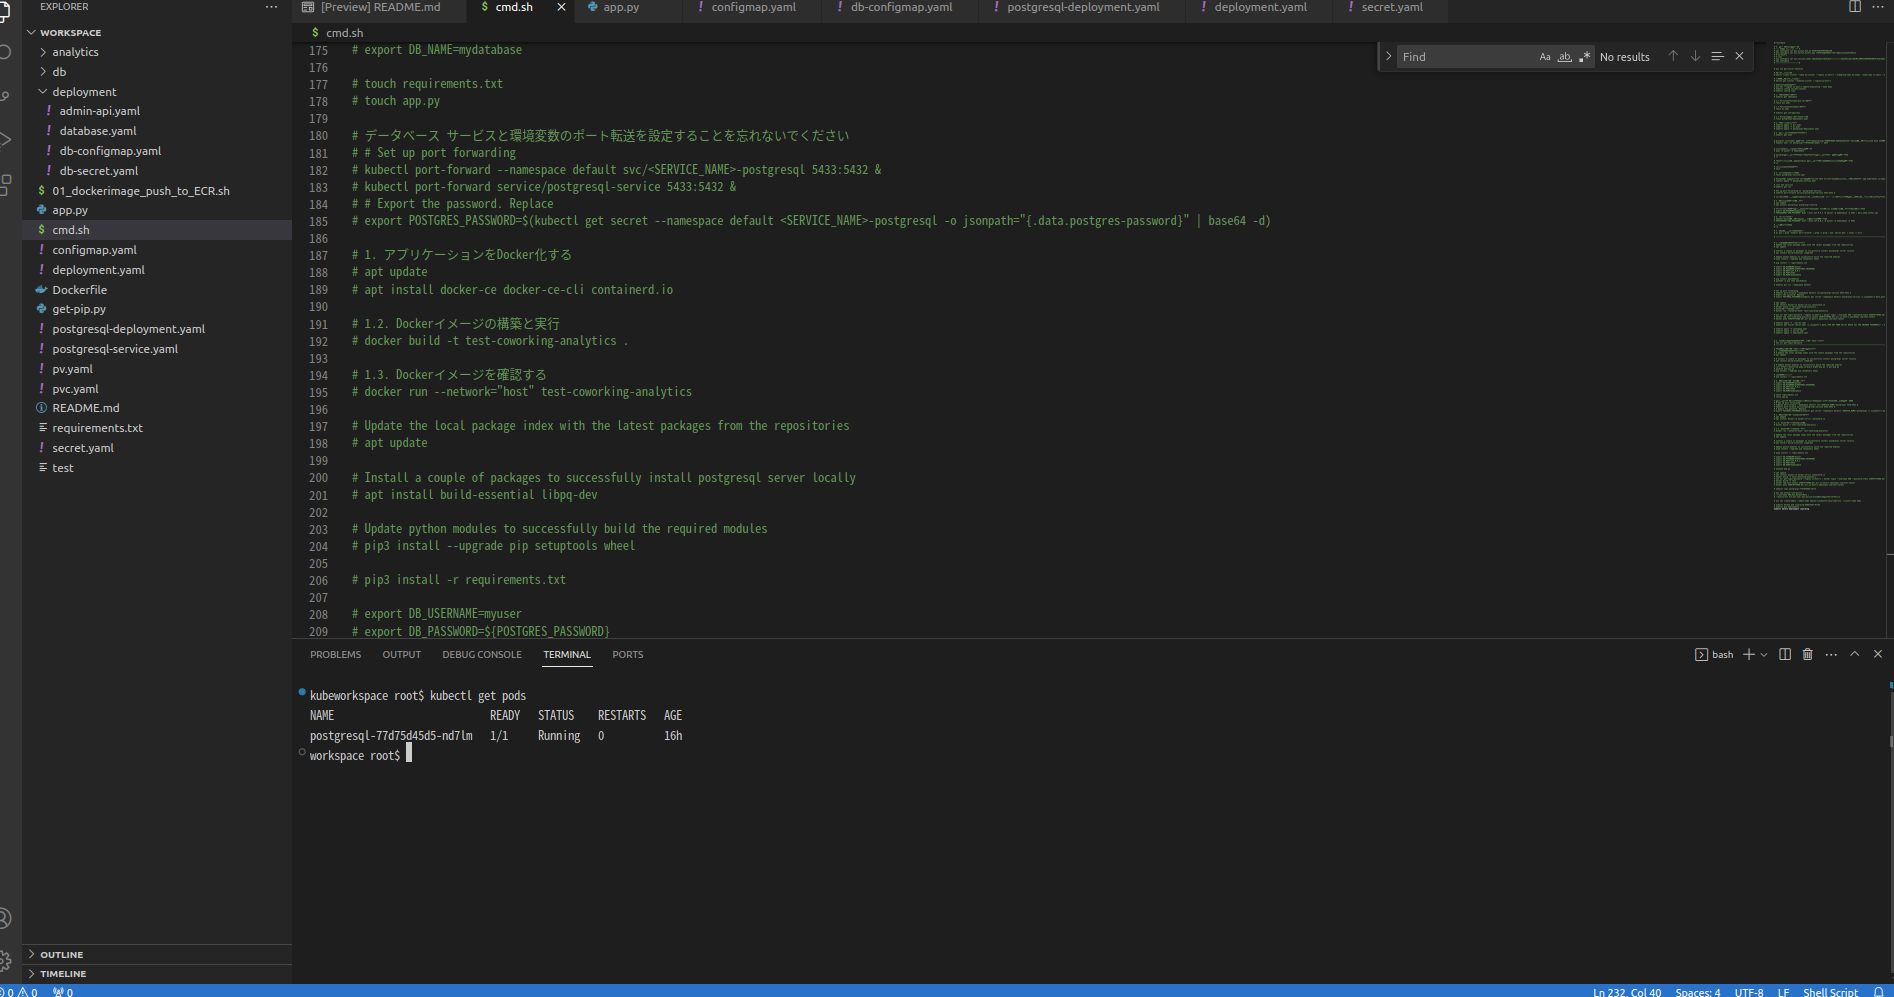 EXPLORER
WORKSPACE
analytics
db
deployment
admin-api.yaml
database.yaml
db-configmap.yaml
db-secret.yaml
01_dockerimage_push_to_ECR.sh
app.py
cmd.sh
configmap.yaml
deployment.yaml
Dockerfile
get-pip.py
postgresql-deployment.yaml
postgresql-service.yaml
pv.yaml
pvc.yaml
README.md
requirements.txt
secret.yaml
test
OUTLINE
TIMELINE
[Preview] README.md
cmd.sh
app.py
configmap.yaml
db-configmap.yaml
postgresql-deployment.yaml
deployment.yaml
secret.yaml
cmd.sh
Find
Aa
ab
No results
175 # export DB_NAME=mydatabase
176
177 # touch requirements.txt
178 # touch app.py
179
180 # データベース サービスと環境変数のポート転送を設定することを忘れないでください
181 # # Set up port forwarding
182 # kubectl port-forward --namespace default svc/<SERVICE_NAME>-postgresql 5433:5432 &
183 # kubectl port-forward service/postgresql-service 5433:5432 &
184 # # Export the password. Replace
185 # export POSTGRES_PASSWORD=$(kubectl get secret --namespace default <SERVICE_NAME>-postgresql -o jsonpath="{.data.postgres-password}" | base64 -d)
186
187 # 1. アプリケーションをDocker化する
188 # apt update
189 # apt install docker-ce docker-ce-cli containerd.io
190
191 # 1.2. Dockerイメージの構築と実行
192 # docker build -t test-coworking-analytics .
193
194 # 1.3. Dockerイメージを確認する
195 # docker run --network="host" test-coworking-analytics
196
197 # Update the local package index with the latest packages from the repositories
198 # apt update
199
200 # Install a couple of packages to successfully install postgresql server locally
201 # apt install build-essential libpq-dev
202
203 # Update python modules to successfully build the required modules
204 # pip3 install --upgrade pip setuptools wheel
205
206 # pip3 install -r requirements.txt
207
208 # export DB_USERNAME=myuser
209 # export DB_PASSWORD=${POSTGRES_PASSWORD}
PROBLEMS
OUTPUT
DEBUG CONSOLE
TERMINAL
PORTS
bash
kubeworkspace root$ kubectl get pods
NAME READY STATUS RESTARTS AGE
postgresql-77d75d45d5-nd7lm 1/1 Running 0 16h
workspace root$
0 0 0
Ln 232, Col 40
Spaces: 4
UTF-8
LF
Shell Script